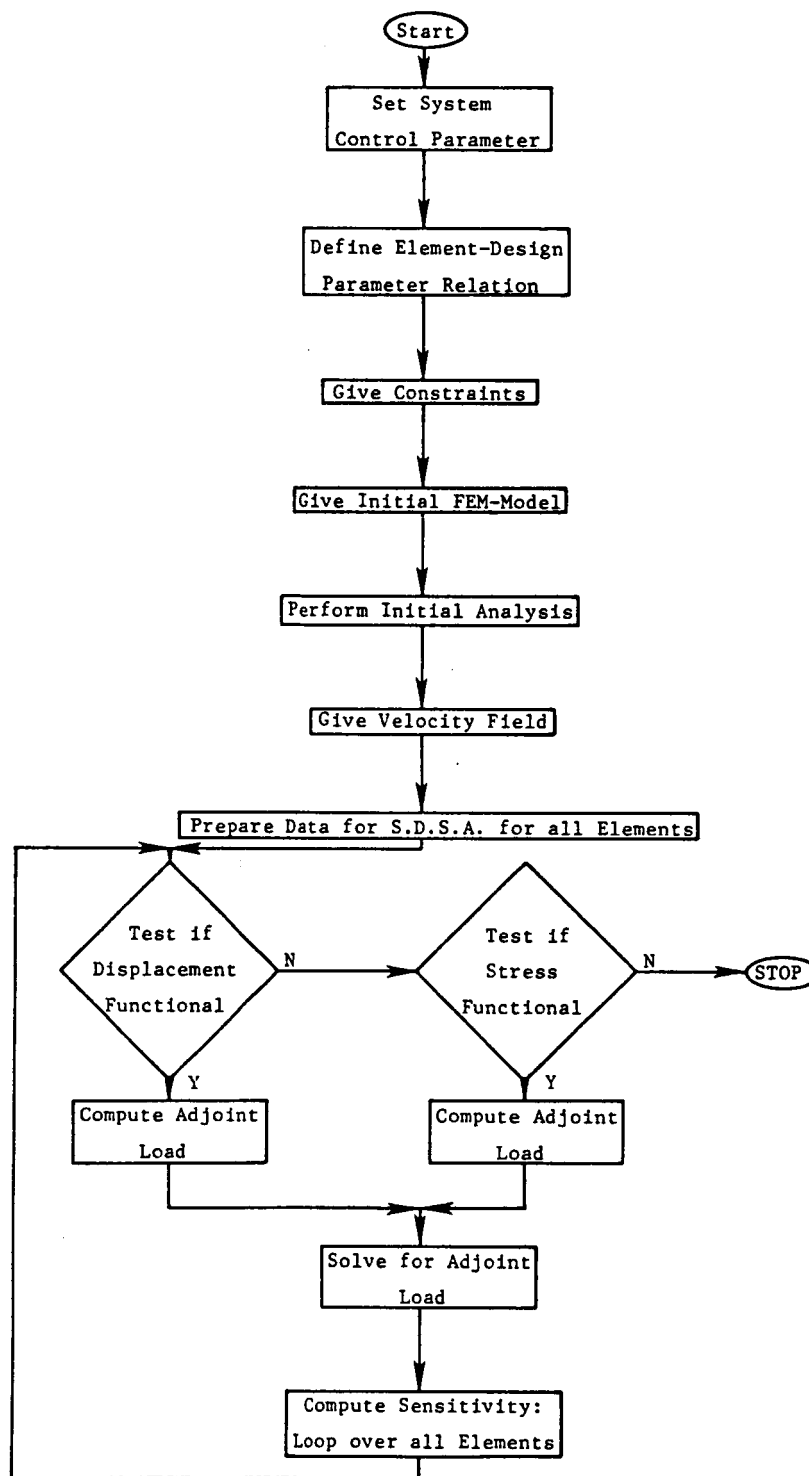 Start
Set System
Control Parameter
Define Element-Design
Parameter Relation
Give Constraints
Give Initial FEM-Model
Perform Initial Analysis
Give Velocity Field
Prepare Data for S.D.S.A. for all Elements
Test if
Displacement
Functional
N
Test if
Stress
Functional
N
STOP
Y
Y
Compute Adjoint
Load
Compute Adjoint
Load
Solve for Adjoint
Load
Compute Sensitivity:
Loop over all Elements